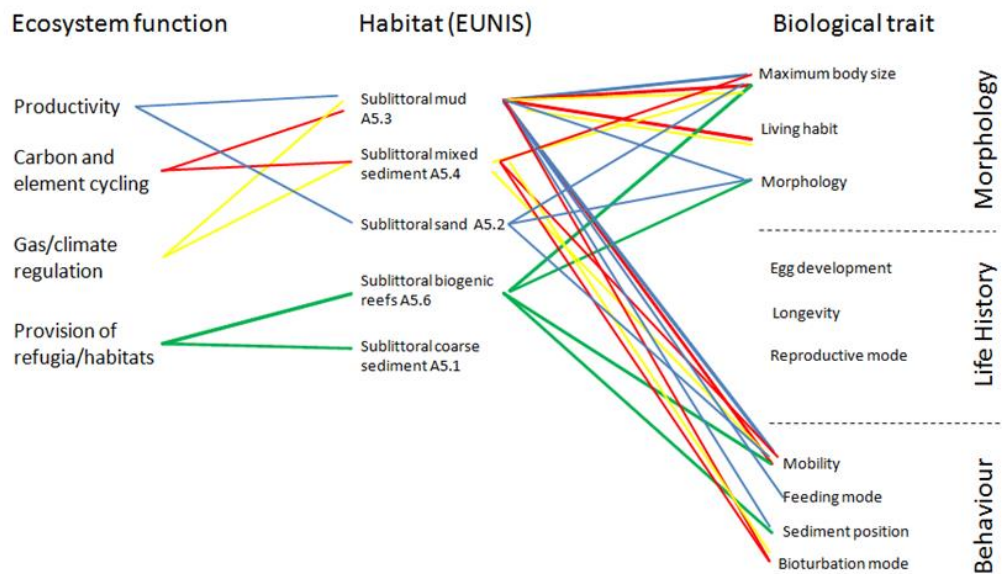 Ecosystem function
Habitat (EUNIS)
Biological trait
Productivity
Carbon and
element cycling
Gas/climate
regulation
Provision of
refugia/habitats
Sublittoral mud
A5.3
Sublittoral mixed
sediment A5.4
Sublittoral sand A5.2
Sublittoral biogenic
reefs A5.6
Sublittoral coarse
sediment A5.1
Maximum body size
Living habit
Morphology
Egg development
Longevity
Reproductive mode
Mobility
Feeding mode
Sediment position
Bioturbation mode
Morphology
Life History
Behaviour